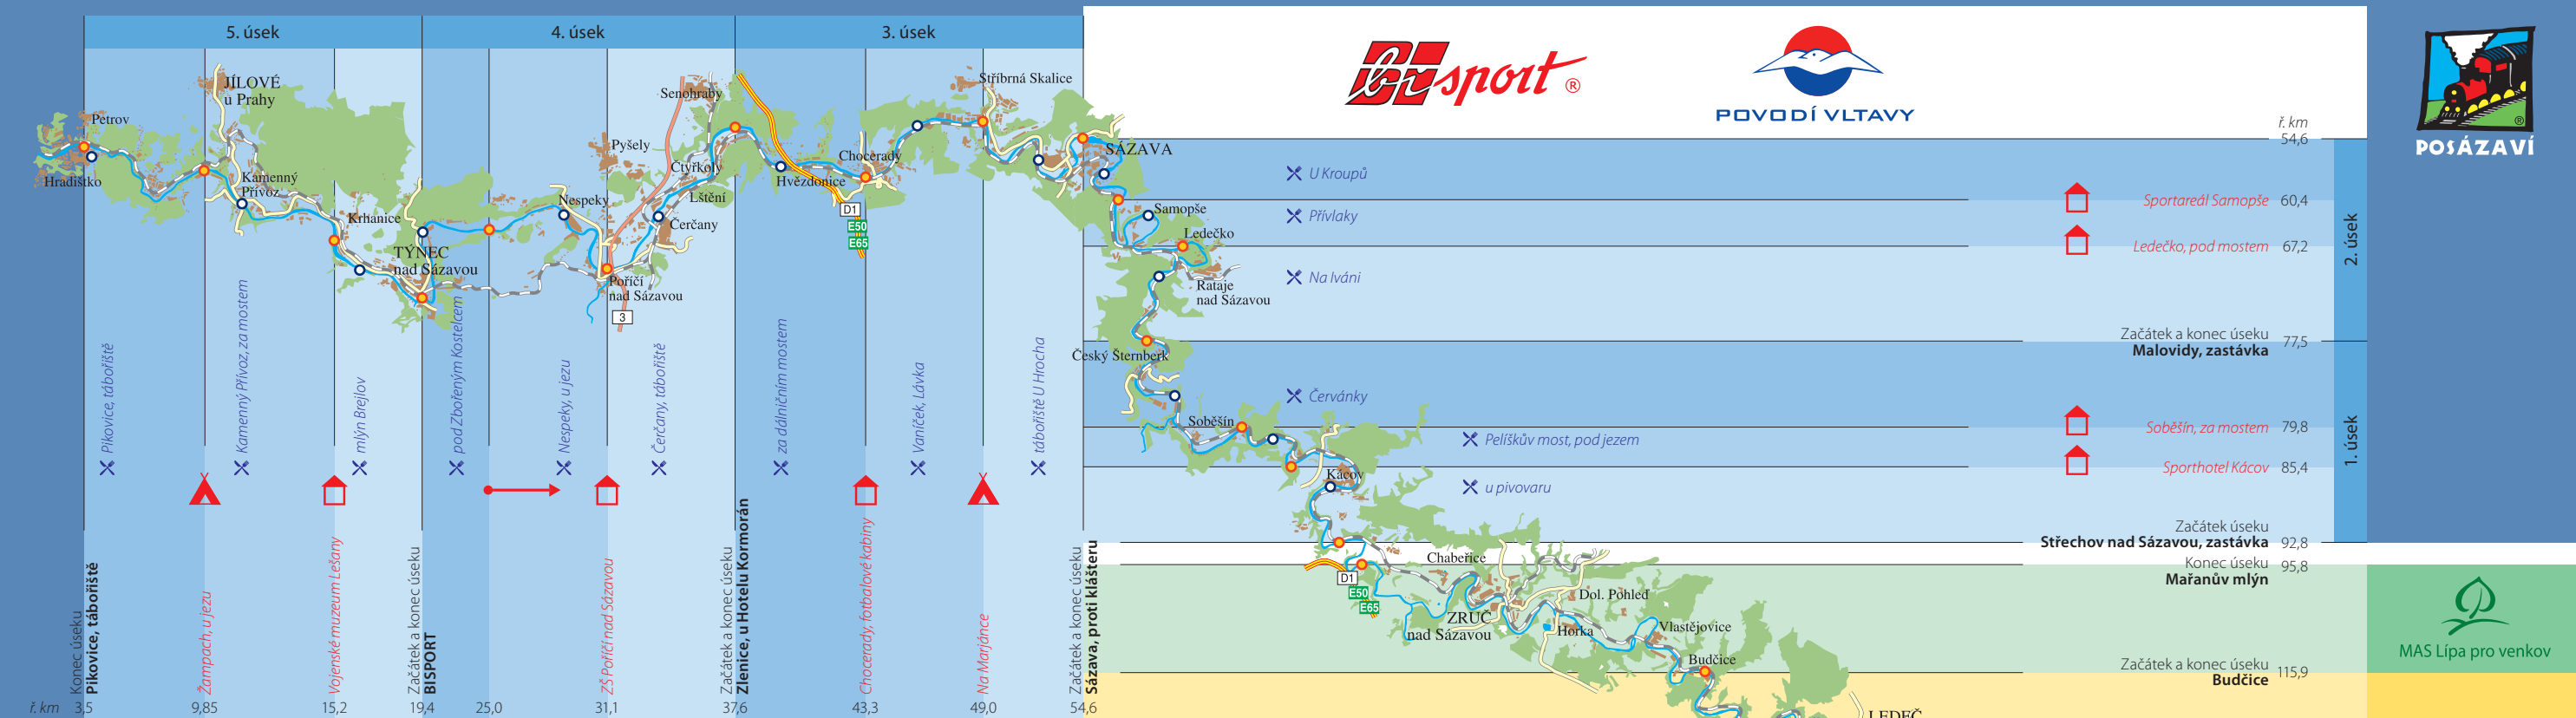 5. úsek
4. úsek
3. úsek
JÍLOVÉ
u Prahy
Petrov
Hradištko
Kamenný
Přívoz
Krhanice
TÝNEC
nad Sázavou
Nespeky
Pyšely
Senohraby
Čtyřkoly
Lštění
Čerčany
Poříčí
nad Sázavou
3
Hvězdonice
Chocerady
D1
E50
E65
Stříbrná Skalice
SÁZAVA
Samopše
Ledečko
Rataje
nad Sázavou
Český Šternberk
Soběšín
Kácov
Chabeřice
D1
E50
E65
ZRUČ
nad Sázavou
Dol. Pohled
Horka
Vlastějovice
Budčice
LEDEČ
Pikovice, tábořiště
Kamenný Přívoz, za mostem
mlýn Brejlov
pod Zbořeným Kostelcem
Nespeky, u jezu
Čerčany, tábořiště
za dálničním mostem
Vaníček, Lávka
tábořiště U Hrocha
Konec úseku
Pikovice, tábořiště
Žampach, u jezu
Vojenské muzeum Lešany
Začátek a konec úseku
BISPORT
ZŠ Poříčí nad Sázavou
Začátek a konec úseku
Zlenice, u Hotelu Kormorán
Chocerady, fotbalové kabiny
Na Marjánce
Začátek a konec úseku
Sázava, proti klášteru
ř. km
3,5
9,85
15,2
19,4
25,0
31,1
37,6
43,3
49,0
54,6
bisport ®
POVODÍ VLTAVY
®
POSÁZAVÍ
ř. km
54,6
U Kroupů
Sportareál Samopše
60,4
Přívlaky
Ledečko, pod mostem
67,2
2. úsek
Na Iváni
Začátek a konec úseku
Malovidy, zastávka
77,5
Červánky
Soběšín, za mostem
79,8
Pelíškův most, pod jezem
1. úsek
Sporthotel Kácov
85,4
u pivovaru
Začátek úseku
Střechov nad Sázavou, zastávka
92,8
Konec úseku
Mařanův mlýn
95,8
MAS Lípa pro venkov
Začátek a konec úseku
Budčice
115,9